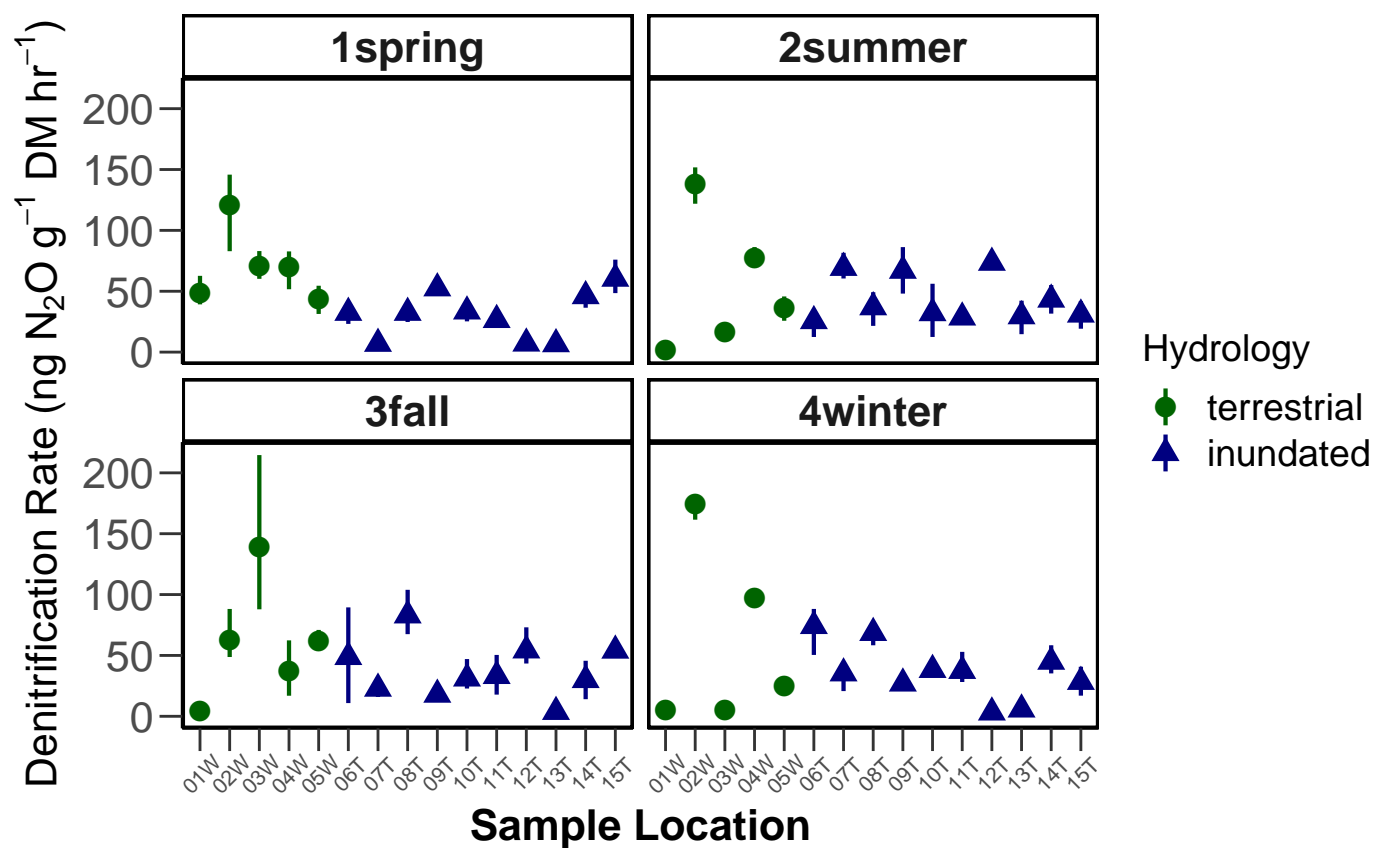 1spring
2summer
200
150
100
50
0
3fall
4winter
200
150
100
50
0
01W 02W 03W 04W 05W 06T 07T 08T 09T 10T 11T 12T 13T 14T 15T
01W 02W 03W 04W 05W 06T 07T 08T 09T 10T 11T 12T 13T 14T 15T
Sample Location
Denitrification Rate (ng N₂O g⁻¹ DM hr⁻¹)
Hydrology
terrestrial
inundated